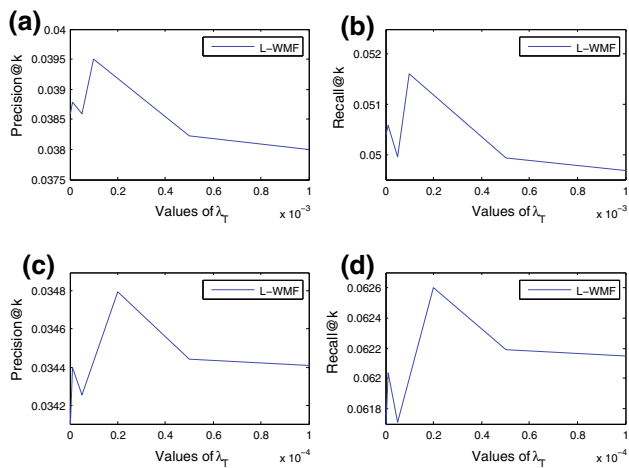 (a)
0.04
0.0395
0.039
0.0385
0.038
0.0375
Precision@k
L-WMF
0 0.2 0.4 0.6 0.8 1
Values of λT
x 10⁻³
(b)
0.052
0.051
0.05
Recall@k
L-WMF
0 0.2 0.4 0.6 0.8 1
Values of λT
x 10⁻³
(c)
0.0348
0.0346
0.0344
0.0342
Precision@k
L-WMF
0 0.2 0.4 0.6 0.8 1
Values of λT
x 10⁻⁴
(d)
0.0626
0.0622
0.0618
Recall@k
L-WMF
0 0.2 0.4 0.6 0.8 1
Values of λT
x 10⁻⁴